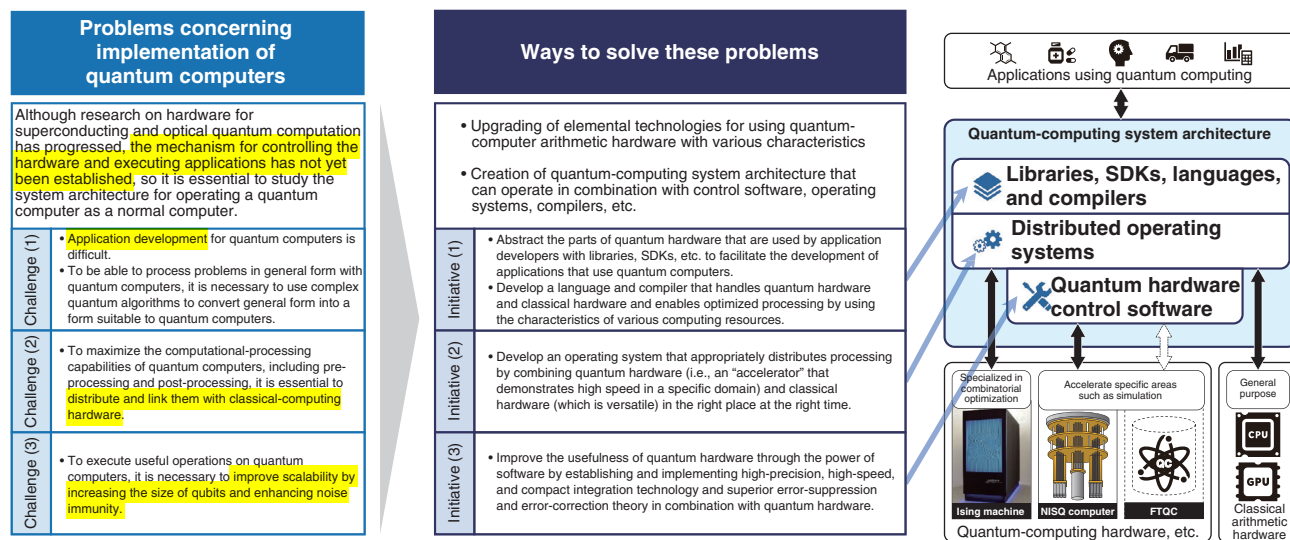 Problems concerning
implementation of
quantum computers
Although research on hardware for
superconducting and optical quantum computation
has progressed, the mechanism for controlling the
hardware and executing applications has not yet
been established, so it is essential to study the
system architecture for operating a quantum
computer as a normal computer.
Challenge (1)
• Application development for quantum computers is
difficult.
• To be able to process problems in general form with
quantum computers, it is necessary to use complex
quantum algorithms to convert general form into a
form suitable to quantum computers.
Challenge (2)
• To maximize the computational-processing
capabilities of quantum computers, including pre-
processing and post-processing, it is essential to
distribute and link them with classical-computing
hardware.
Challenge (3)
• To execute useful operations on quantum
computers, it is necessary to improve scalability by
increasing the size of qubits and enhancing noise
immunity.
Ways to solve these problems
• Upgrading of elemental technologies for using quantum-
computer arithmetic hardware with various characteristics
• Creation of quantum-computing system architecture that
can operate in combination with control software, operating
systems, compilers, etc.
Initiative (1)
• Abstract the parts of quantum hardware that are used by application
developers with libraries, SDKs, etc. to facilitate the development of
applications that use quantum computers.
• Develop a language and compiler that handles quantum hardware
and classical hardware and enables optimized processing by using
the characteristics of various computing resources.
Initiative (2)
• Develop an operating system that appropriately distributes processing
by combining quantum hardware (i.e., an “accelerator” that
demonstrates high speed in a specific domain) and classical
hardware (which is versatile) in the right place at the right time.
Initiative (3)
• Improve the usefulness of quantum hardware through the power of
software by establishing and implementing high-precision, high-speed,
and compact integration technology and superior error-suppression
and error-correction theory in combination with quantum hardware.
Applications using quantum computing
Quantum-computing system architecture
Libraries, SDKs, languages,
and compilers
Distributed operating
systems
Quantum hardware
control software
Specialized in
combinatorial
optimization
Accelerate specific areas
such as simulation
General
purpose
CPU
GPU
Ising machine
NISQ computer
FTQC
Quantum-computing hardware, etc.
Classical
arithmetic
hardware